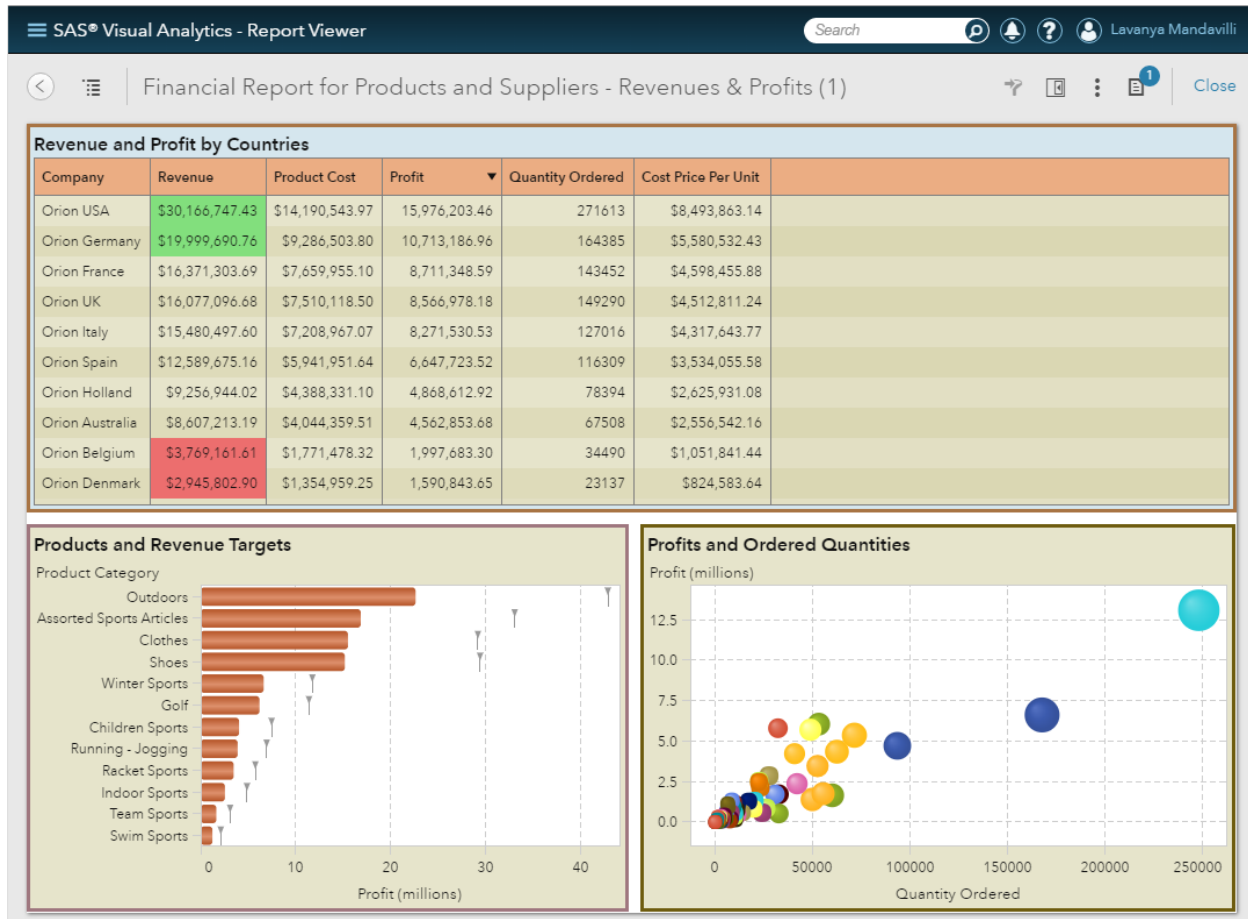 SAS® Visual Analytics - Report Viewer
Search
?
Lavanya Mandavilli
Financial Report for Products and Suppliers - Revenues & Profits (1)
1
Close
Revenue and Profit by Countries
Company Revenue Product Cost Profit ▼ Quantity Ordered Cost Price Per Unit
Orion USA $30,166,747.43 $14,190,543.97 15,976,203.46 271613 $8,493,863.14
Orion Germany $19,999,690.76 $9,286,503.80 10,713,186.96 164385 $5,580,532.43
Orion France $16,371,303.69 $7,659,955.10 8,711,348.59 143452 $4,598,455.88
Orion UK $16,077,096.68 $7,510,118.50 8,566,978.18 149290 $4,512,811.24
Orion Italy $15,480,497.60 $7,208,967.07 8,271,530.53 127016 $4,317,643.77
Orion Spain $12,589,675.16 $5,941,951.64 6,647,723.52 116309 $3,534,055.58
Orion Holland $9,256,944.02 $4,388,331.10 4,868,612.92 78394 $2,625,931.08
Orion Australia $8,607,213.19 $4,044,359.51 4,562,853.68 67508 $2,556,542.16
Orion Belgium $3,769,161.61 $1,771,478.32 1,997,683.30 34490 $1,051,841.44
Orion Denmark $2,945,802.90 $1,354,959.25 1,590,843.65 23137 $824,583.64
Products and Revenue Targets
Product Category
Outdoors
Assorted Sports Articles
Clothes
Shoes
Winter Sports
Golf
Children Sports
Running - Jogging
Racket Sports
Indoor Sports
Team Sports
Swim Sports
0 10 20 30 40
Profit (millions)
Profits and Ordered Quantities
Profit (millions)
12.5
10.0
7.5
5.0
2.5
0.0
0 50000 100000 150000 200000 250000
Quantity Ordered